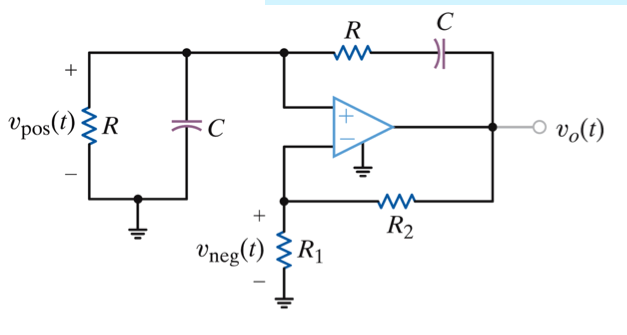 R
C
+
vpos(t)
R
−
C
+
−
vo(t)
R2
+
vneg(t)
R1
−